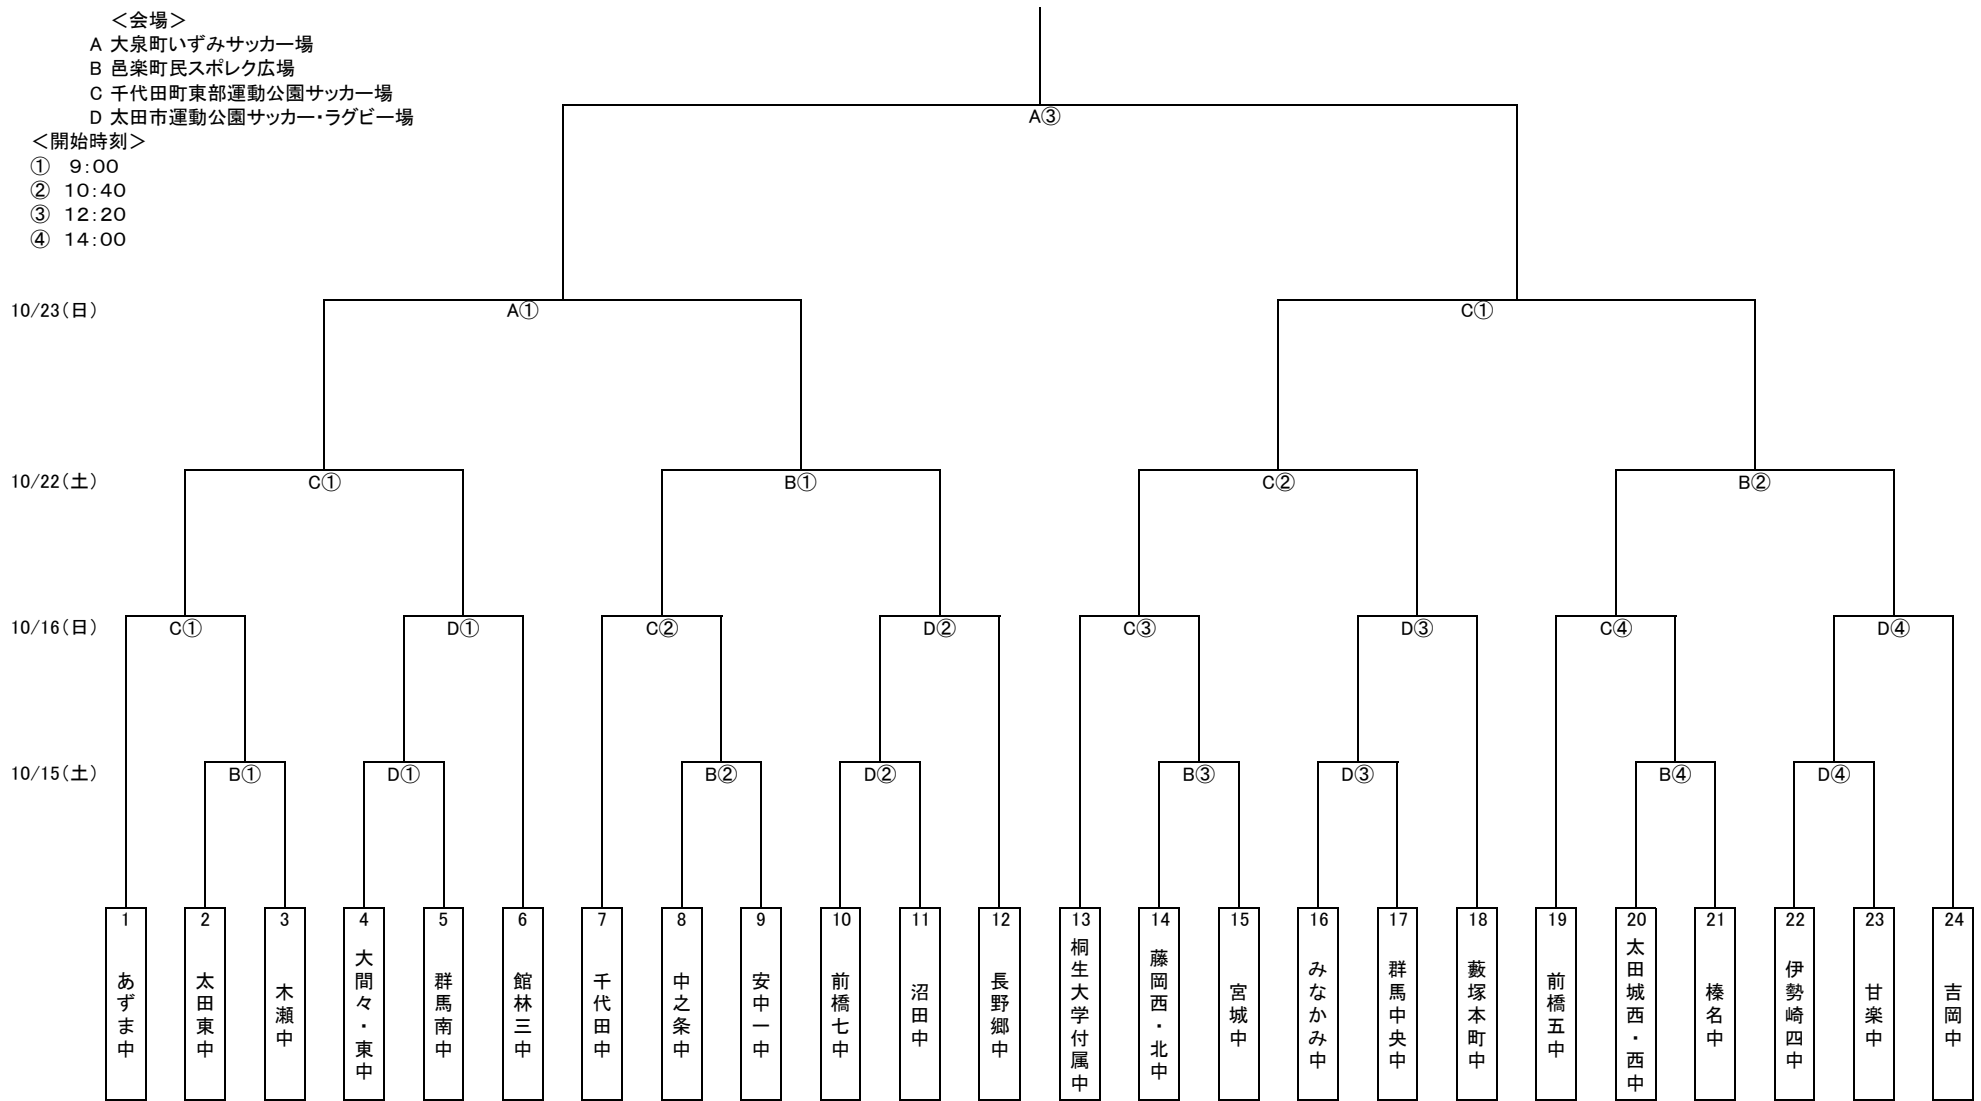 ＜会場＞
A 大泉町いずみサッカー場
B 邑楽町民スポレク広場
C 千代田町東部運動公園サッカー場
D 太田市運動公園サッカー・ラグビー場
＜開始時刻＞
① 9：00
② 10：40
③ 12：20
④ 14：00
A③
10/23（日）
A①
C①
10/22（土）
C①
B①
C②
B②
10/16（日）
C①
D①
C②
D②
C③
D③
C④
D④
10/15（土）
B①
D①
B②
D②
B③
D③
B④
D④
1 あずま中
2 太田東中
3 木瀬中
4 大間々・東中
5 群馬南中
6 館林三中
7 千代田中
8 中之条中
9 安中一中
10 前橋七中
11 沼田中
12 長野郷中
13 桐生大学付属中
14 藤岡西・北中
15 宮城中
16 みなかみ中
17 群馬中央中
18 藪塚本町中
19 前橋五中
20 太田城西・西中
21 榛名中
22 伊勢崎四中
23 甘楽中
24 吉岡中